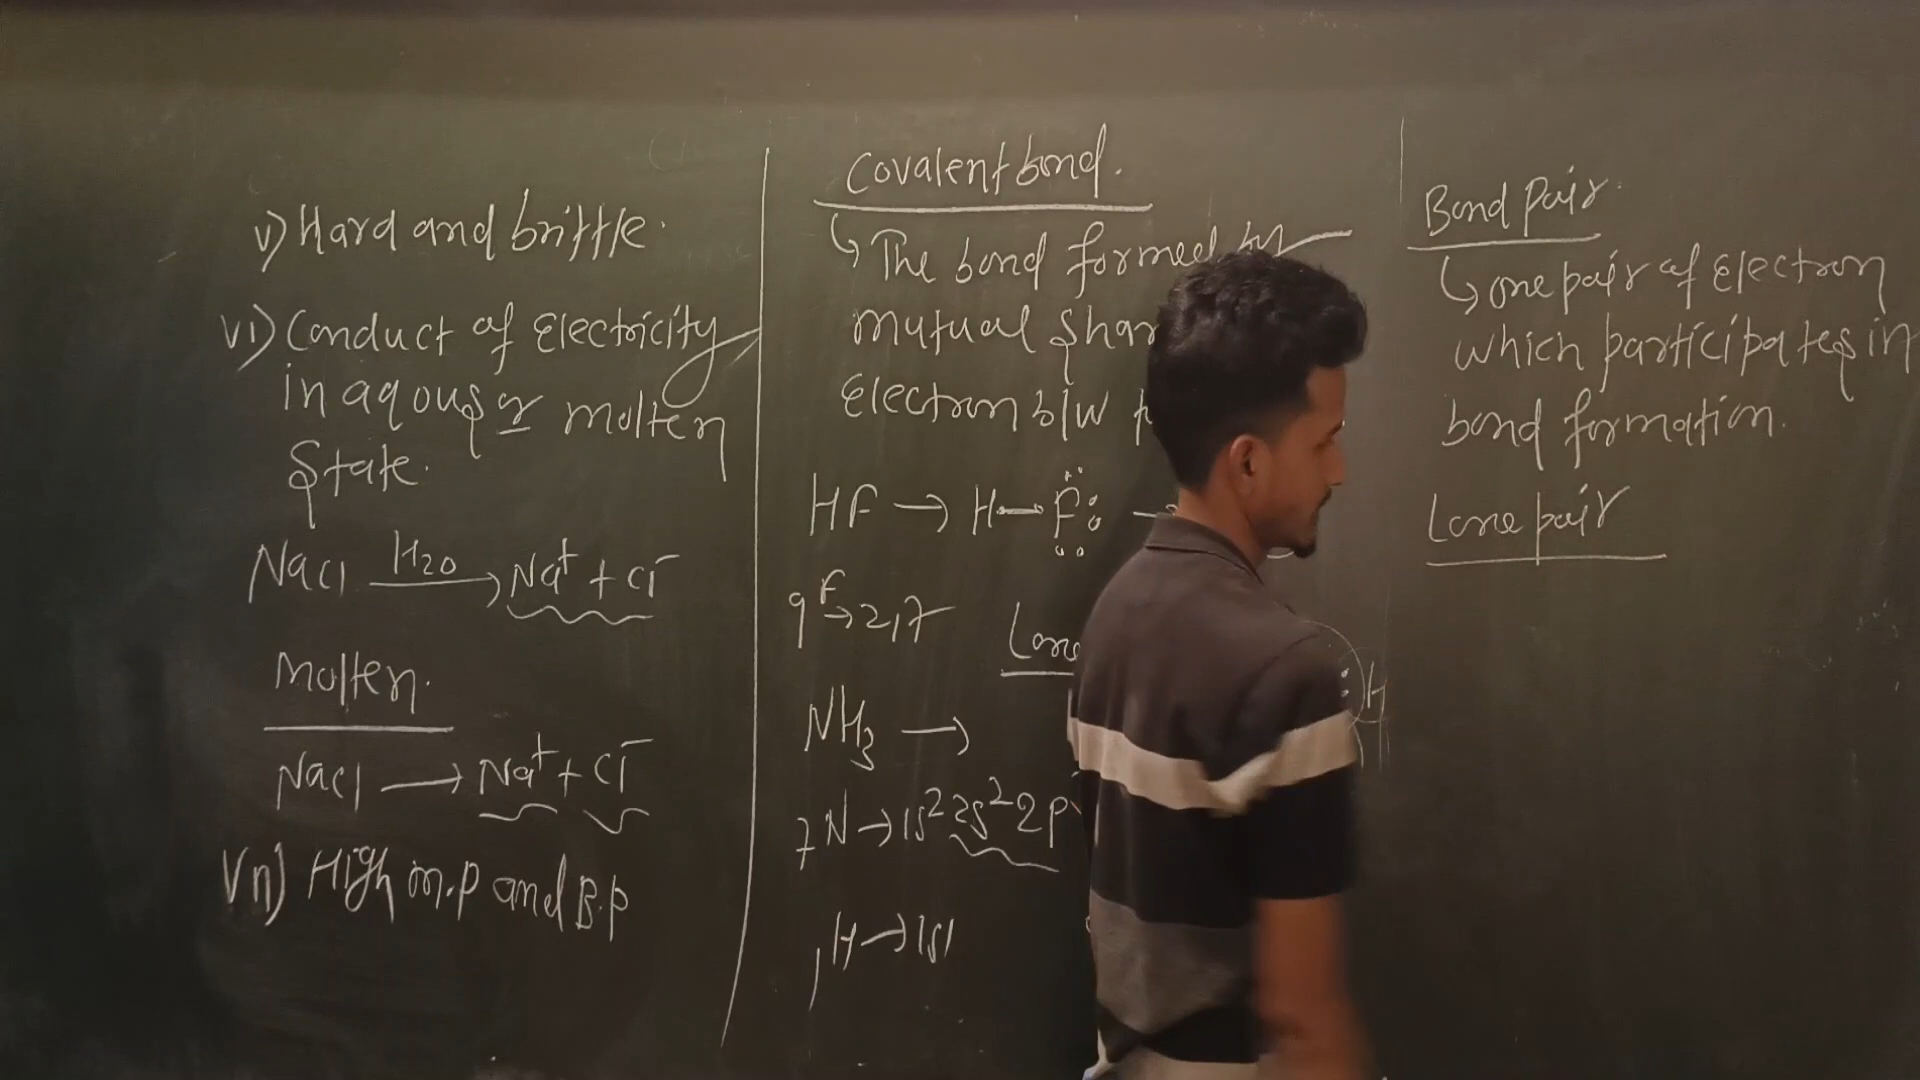 v) Hard and brittle.
vi) Conduct of Electricity
in aqous or molten
State.
NaCl H2O → Na+ + Cl-
Molten.
NaCl → Na+ + Cl-
Vii) High m.p and B.p
Covalent bond.
↳ The bond formed by
mutual shar
Electron b/w
HF → H–F: →
9F → 2,7
Lone
NH3 →
7N → 1s2 2s2 2p
1H → 1s1
:H
Bond pair.
↳ one pair of Electron
which participates in
bond formation.
Lone pair